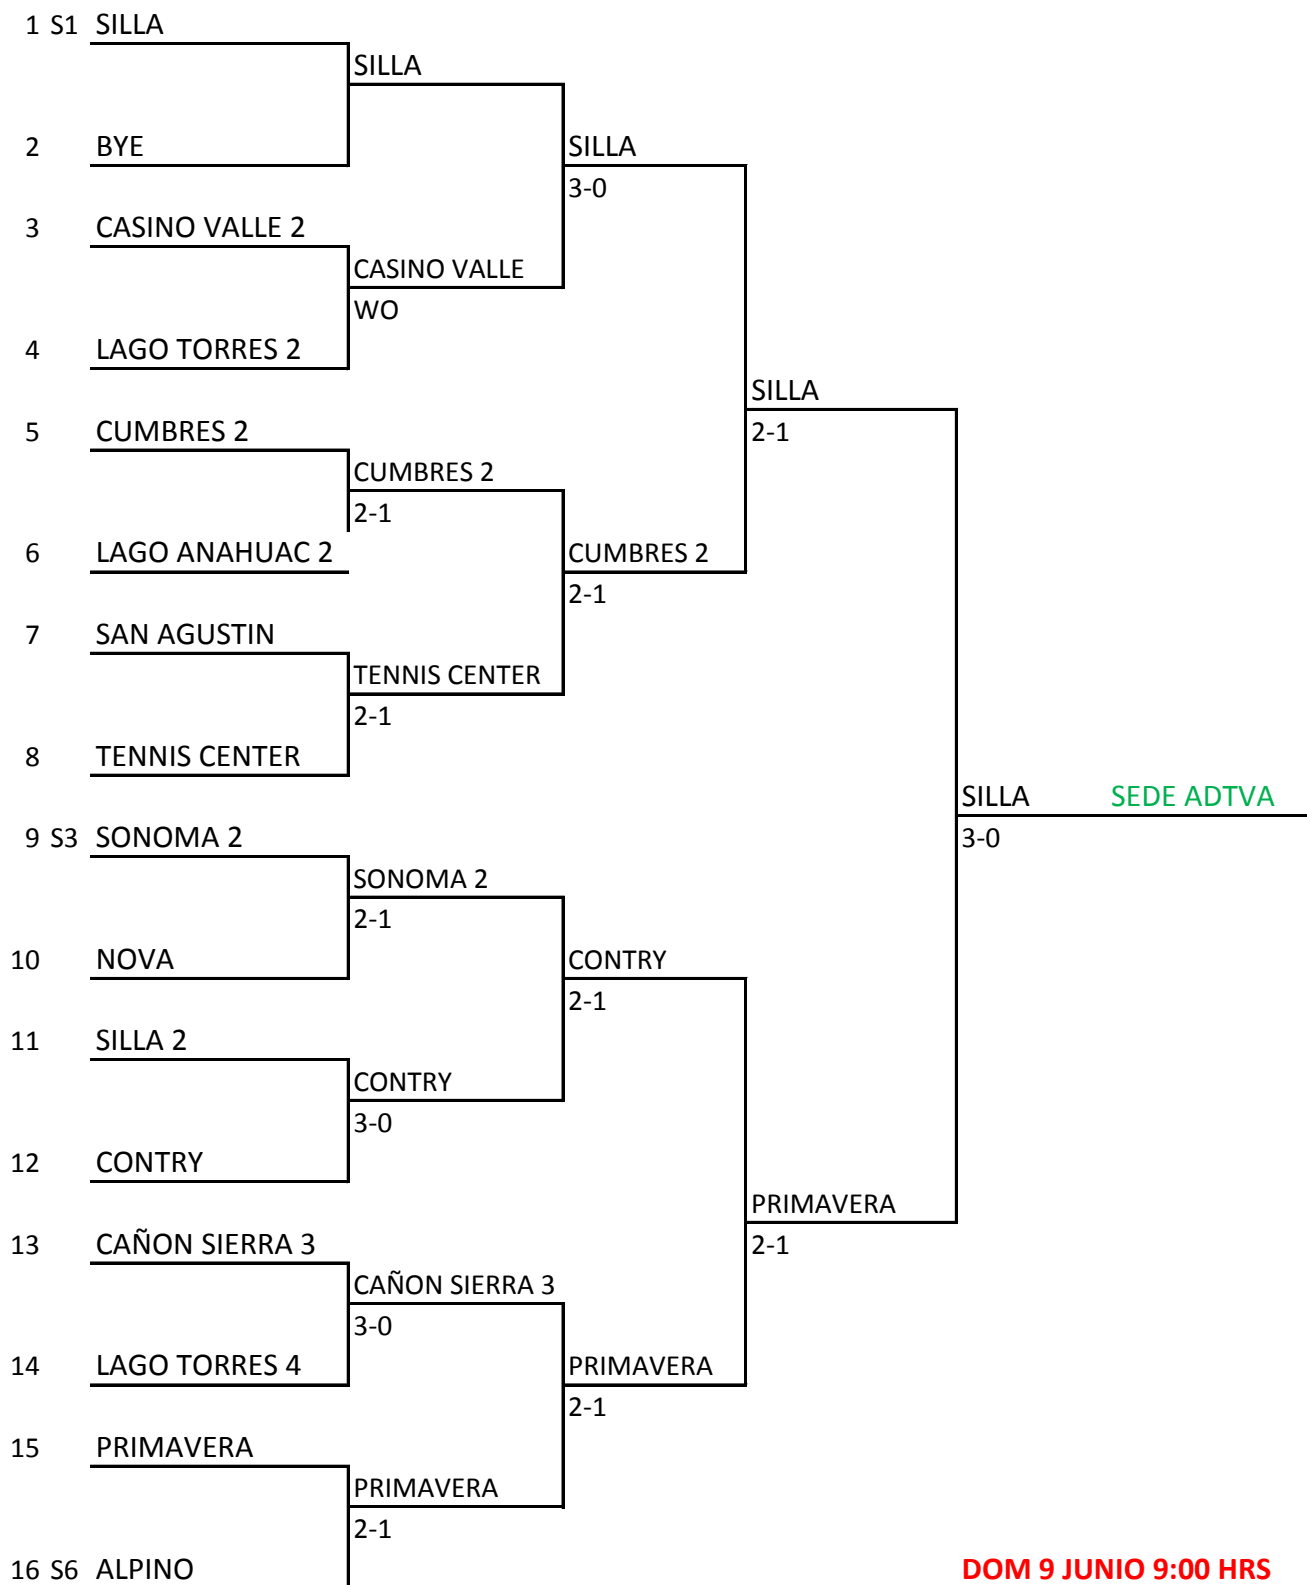 1 S1 SILLA
SILLA
2 BYE
SILLA
3-0
3 CASINO VALLE 2
CASINO VALLE
WO
4 LAGO TORRES 2
SILLA
2-1
5 CUMBRES 2
CUMBRES 2
2-1
6 LAGO ANAHUAC 2
CUMBRES 2
2-1
7 SAN AGUSTIN
TENNIS CENTER
2-1
8 TENNIS CENTER
SILLA SEDE ADTVA
3-0
9 S3 SONOMA 2
SONOMA 2
2-1
10 NOVA
CONTRY
2-1
11 SILLA 2
CONTRY
3-0
12 CONTRY
PRIMAVERA
2-1
13 CAÑON SIERRA 3
CAÑON SIERRA 3
3-0
14 LAGO TORRES 4
PRIMAVERA
2-1
15 PRIMAVERA
PRIMAVERA
2-1
16 S6 ALPINO
DOM 9 JUNIO 9:00 HRS